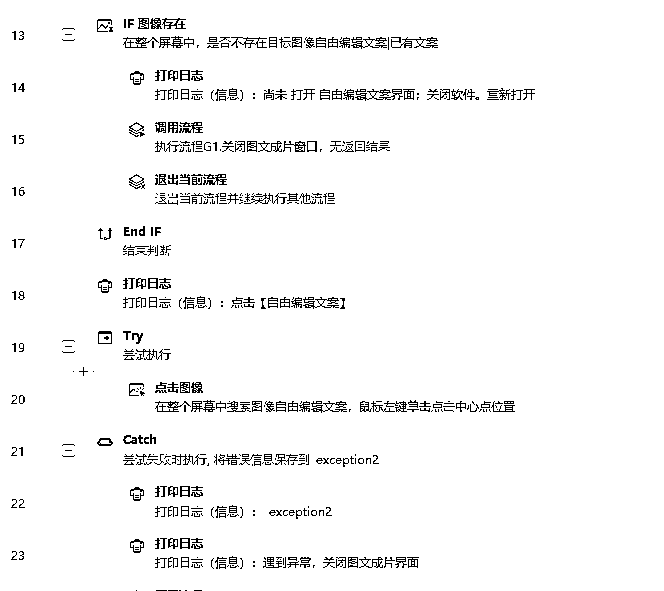 13
IF 图像存在
在整个屏幕中，是否不存在目标图像自由编辑文案|已有文案
14
打印日志
打印日志（信息）：尚未 打开 自由编辑文案界面；关闭软件。重新打开
15
调用流程
执行流程G1.关闭图文成片窗口，无返回结果
16
退出当前流程
退出当前流程并继续执行其他流程
17
End IF
结束判断
18
打印日志
打印日志（信息）：点击【自由编辑文案】
19
Try
尝试执行
20
点击图像
在整个屏幕中搜索图像自由编辑文案，鼠标左键单击点击中心点位置
21
Catch
尝试失败时执行, 将错误信息保存到 exception2
22
打印日志
打印日志（信息）： exception2
23
打印日志
打印日志（信息）：遇到异常，关闭图文成片界面